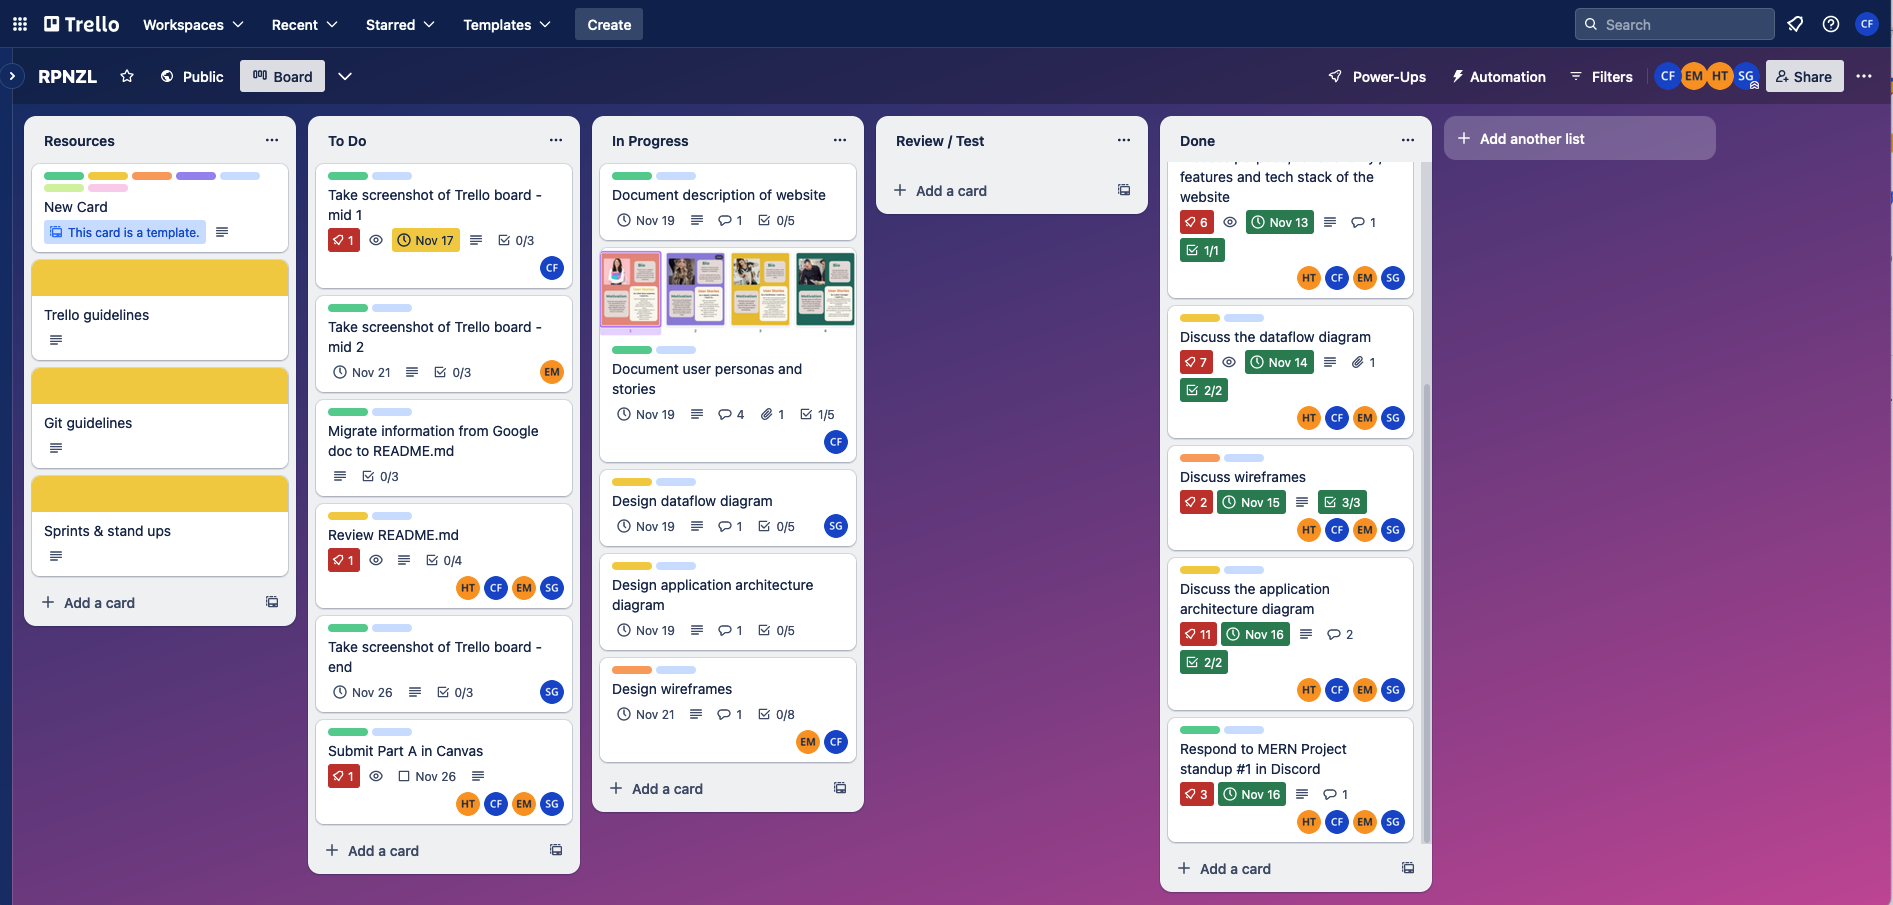 Trello
Workspaces
Recent
Starred
Templates
Create
Search
CF
RPNZL
Public
Board
Power-Ups
Automation
Filters
CF
EM
HT
SG
Share
Resources
New Card
This card is a template.
Trello guidelines
Git guidelines
Sprints & stand ups
Add a card
To Do
Take screenshot of Trello board -
mid 1
1 Nov 17 0/3
CF
Take screenshot of Trello board -
mid 2
Nov 21 0/3 EM
Migrate information from Google
doc to README.md
0/3
Review README.md
1 0/4
HT CF EM SG
Take screenshot of Trello board -
end
Nov 26 0/3 SG
Submit Part A in Canvas
1 Nov 26
HT CF EM SG
Add a card
In Progress
Document description of website
Nov 19 1 0/5
Document user personas and
stories
Nov 19 4 1 1/5
CF
Design dataflow diagram
Nov 19 1 0/5 SG
Design application architecture
diagram
Nov 19 1 0/5
Design wireframes
Nov 21 1 0/8
EM CF
Add a card
Review / Test
Add a card
Done
features and tech stack of the
website
6 Nov 13 1
1/1
HT CF EM SG
Discuss the dataflow diagram
7 Nov 14 1
2/2
HT CF EM SG
Discuss wireframes
2 Nov 15 3/3
HT CF EM SG
Discuss the application
architecture diagram
11 Nov 16 2
2/2
HT CF EM SG
Respond to MERN Project
standup #1 in Discord
3 Nov 16 1
HT CF EM SG
Add a card
Add another list